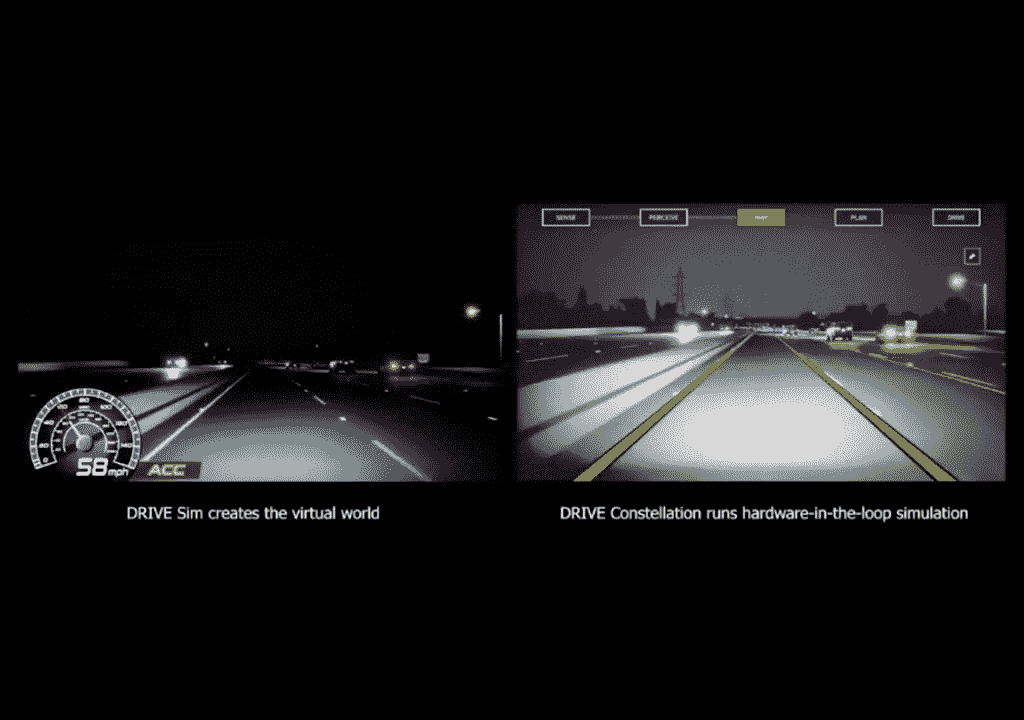 SENSE
PERCEIVE
MAP
PLAN
DRIVE
58 mph
ACC
DRIVE Sim creates the virtual world
DRIVE Constellation runs hardware-in-the-loop simulation